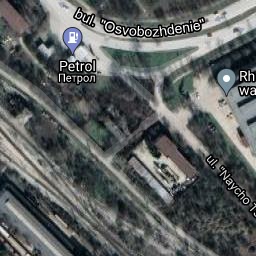 bul. "Osvobozhdenie"
Petrol
Петрол
Rh
wa
ul. "Naycho T